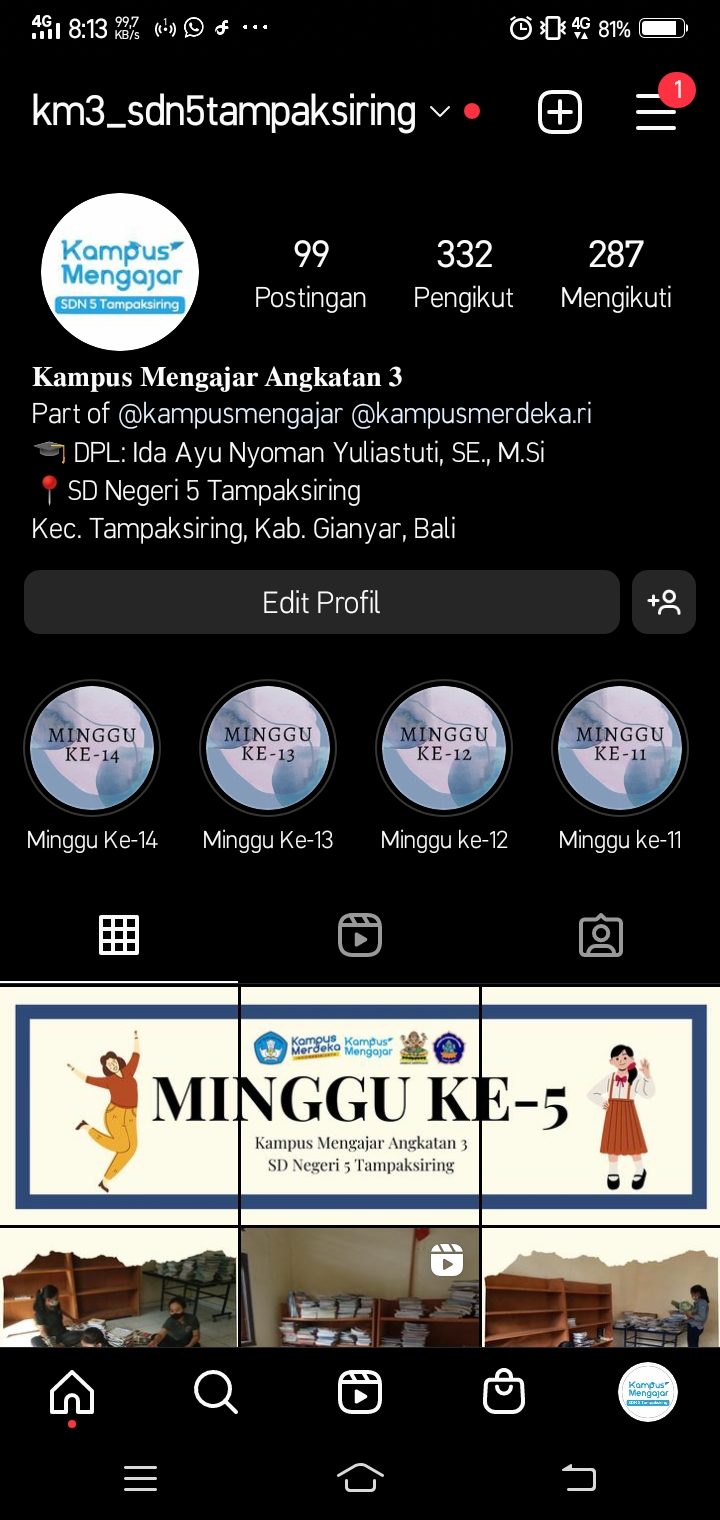 4G 8:13 99,7 KB/s 4G 81%
km3_sdn5tampaksiring 1
Kampus Mengajar
SDN 5 Tampaksiring
99 332 287
Postingan Pengikut Mengikuti
Kampus Mengajar Angkatan 3
Part of @kampusmengajar @kampusmerdeka.ri
DPL: Ida Ayu Nyoman Yuliastuti, SE., M.Si
SD Negeri 5 Tampaksiring
Kec. Tampaksiring, Kab. Gianyar, Bali
Edit Profil
MINGGU KE-14
MINGGU KE-13
MINGGU KE-12
MINGGU KE-11
Minggu Ke-14 Minggu Ke-13 Minggu ke-12 Minggu ke-11
Kampus Merdeka Kampus Mengajar
MINGGU KE-5
Kampus Mengajar Angkatan 3
SD Negeri 5 Tampaksiring
Kampus Mengajar